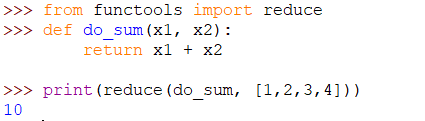 >>> from functools import reduce
>>> def do_sum(x1, x2):
        return x1 + x2
>>> print(reduce(do_sum, [1,2,3,4]))
10